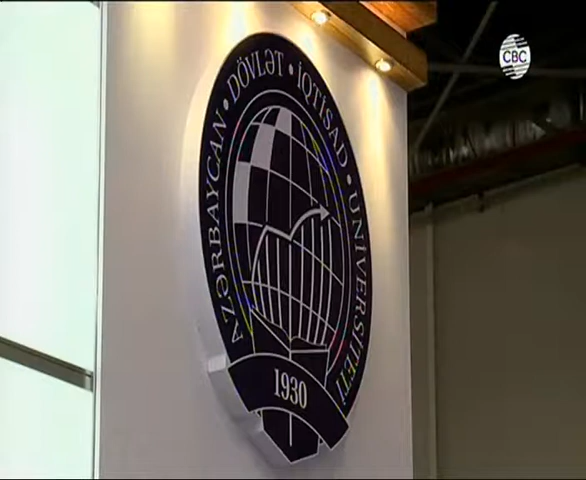 CBC
AZƏRBAYCAN • DÖVLƏT • İQTİSAD • UNİVERSİTETİ
1930